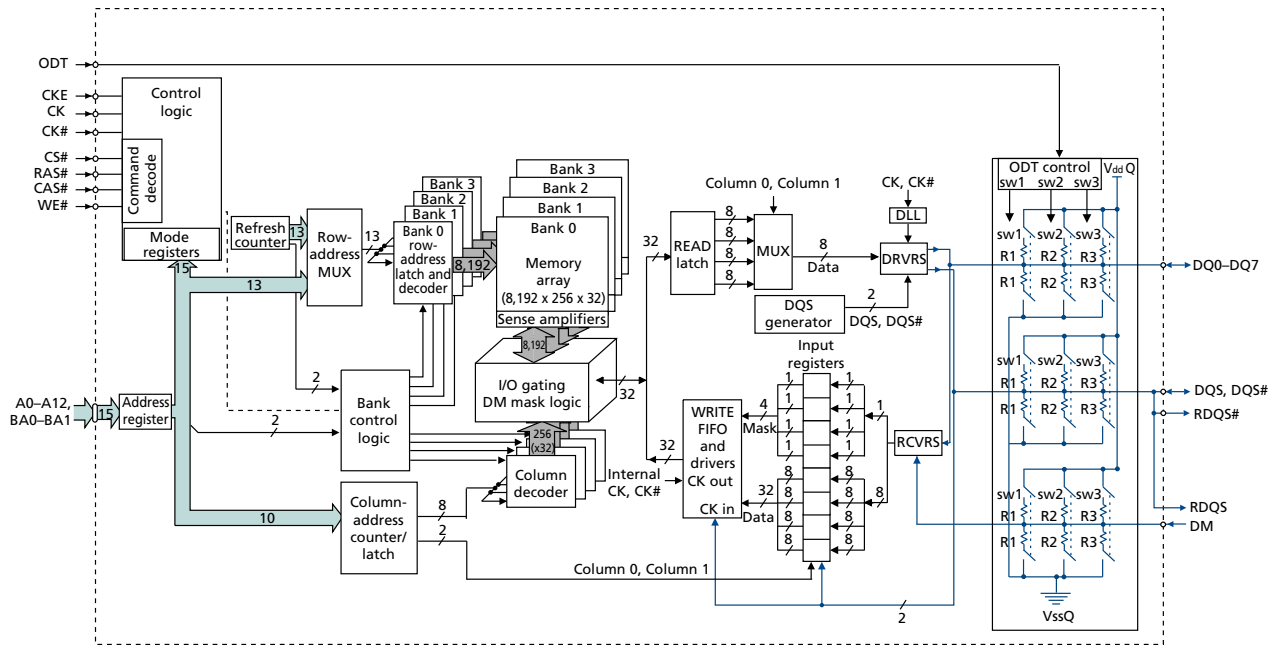 ODT
CKE
CK
CK#
CS#
RAS#
CAS#
WE#
Control
logic
Command
decode
Mode
registers
15
Refresh
counter
13
Row-
address
MUX
13
13
Bank 3
Bank 2
Bank 1
Bank 0
row-
address
latch and
decoder
8,192
Bank 3
Bank 2
Bank 1
Bank 0
Memory
array
(8,192 x 256 x 32)
Sense amplifiers
8,192
I/O gating
DM mask logic
32
A0–A12,
BA0–BA1
15
Address
register
2
2
Bank
control
logic
256
(x32)
Column
decoder
10
Column-
address
counter/
latch
8
2
Column 0, Column 1
32
READ
latch
8
8
8
8
Column 0, Column 1
MUX
8
Data
CK, CK#
DLL
DRVRS
DQS
generator
2
DQS, DQS#
Input
registers
1
1
1
1
1
1
1
1
1
4
Mask
WRITE
FIFO
and
drivers
CK out
CK in
32
Internal
CK, CK#
32
Data
8
8
8
8
8
8
8
8
8
RCVRS
2
ODT control
VddQ
sw1 sw2 sw3
sw1 sw2 sw3
R1 R2 R3
R1 R2 R3
sw1 sw2 sw3
R1 R2 R3
R1 R2 R3
sw1 sw2 sw3
R1 R2 R3
R1 R2 R3
VssQ
DQ0–DQ7
DQS, DQS#
RDQS#
RDQS
DM